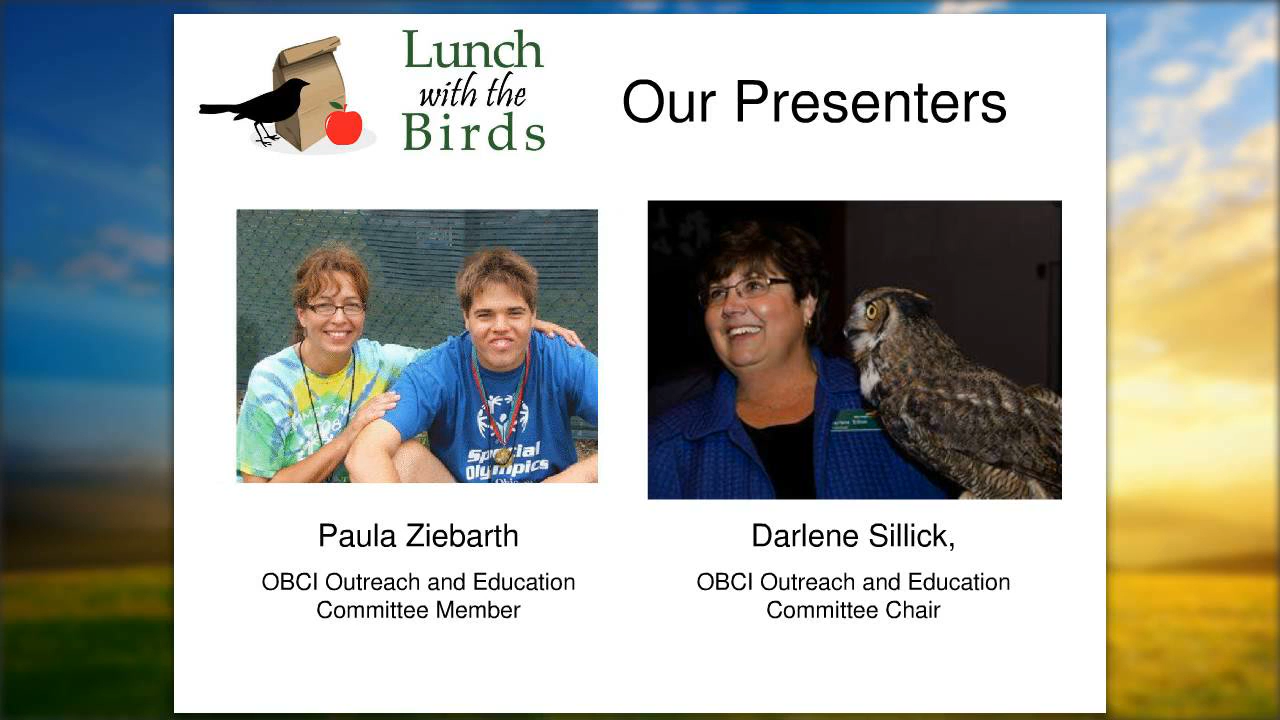 Lunch
with the
Birds
Our Presenters
Special
Olympics
Paula Ziebarth
Darlene Sillick,
OBCI Outreach and Education
Committee Member
OBCI Outreach and Education
Committee Chair